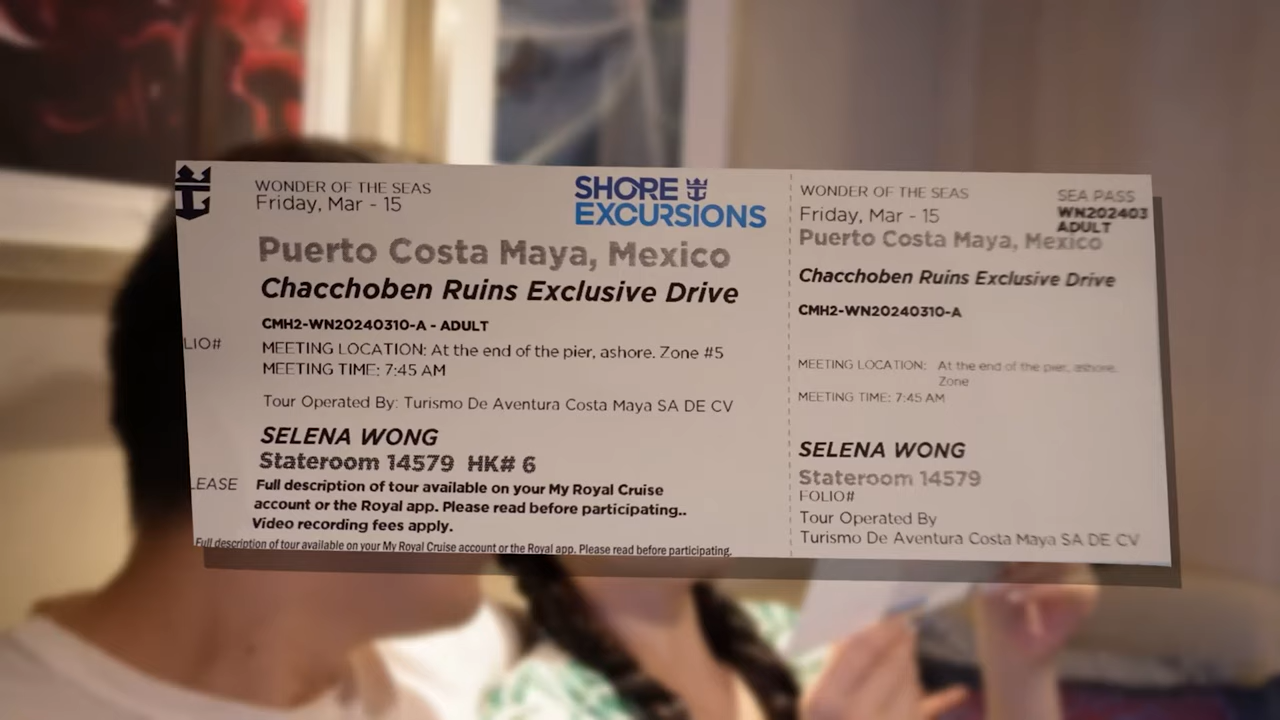 WONDER OF THE SEAS
Friday, Mar - 15
SHORE
EXCURSIONS
Puerto Costa Maya, Mexico
Chacchoben Ruins Exclusive Drive
CMH2-WN20240310-A - ADULT
LIO#
MEETING LOCATION: At the end of the pier, ashore. Zone #5
MEETING TIME: 7:45 AM
Tour Operated By: Turismo De Aventura Costa Maya SA DE CV
SELENA WONG
Stateroom 14579 HK# 6
LEASE
Full description of tour available on your My Royal Cruise
account or the Royal app. Please read before participating..
Video recording fees apply.
Full description of tour available on your My Royal Cruise account or the Royal app. Please read before participating.
WONDER OF THE SEAS
Friday, Mar - 15
SEA PASS
WN202403
ADULT
Puerto Costa Maya, Mexico
Chacchoben Ruins Exclusive Drive
CMH2-WN20240310-A
MEETING LOCATION: At the end of the pier, ashore.
Zone
MEETING TIME: 7:45 AM
SELENA WONG
Stateroom 14579
FOLIO#
Tour Operated By
Turismo De Aventura Costa Maya SA DE CV